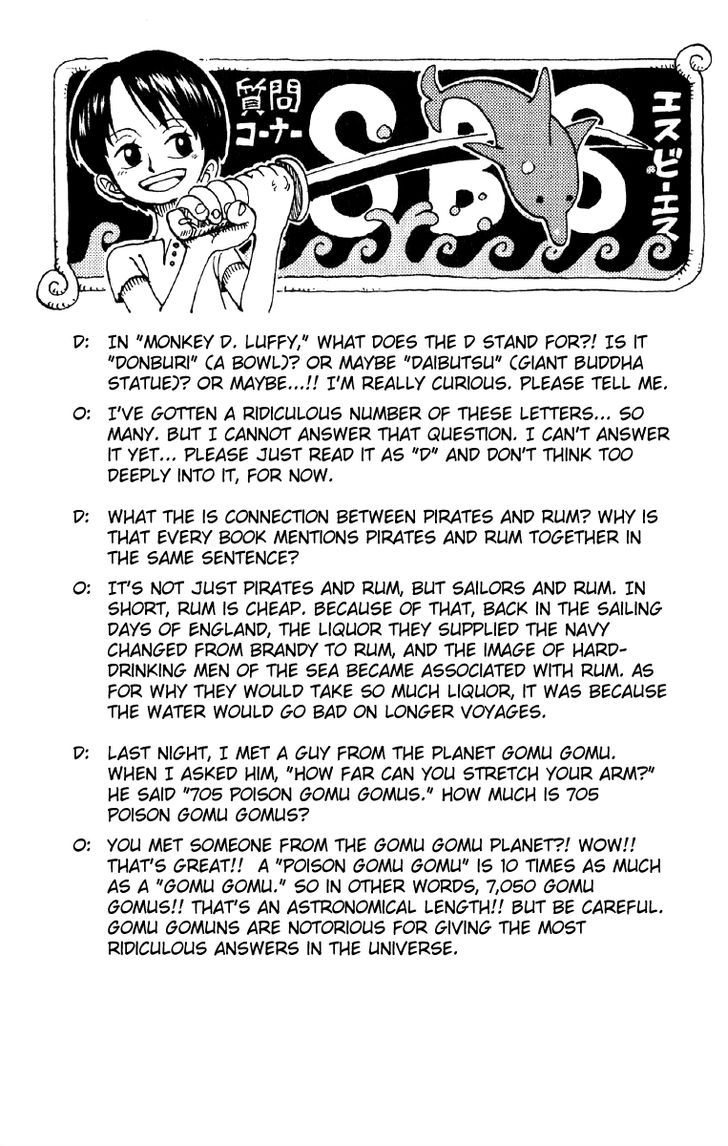 質問
コーナー
SBS
エスビーエス
D: IN "MONKEY D. LUFFY," WHAT DOES THE D STAND FOR?! IS IT
"DONBURI" (A BOWL)? OR MAYBE "DAIBUTSU" (GIANT BUDDHA
STATUE)? OR MAYBE...!! I'M REALLY CURIOUS. PLEASE TELL ME.
O: I'VE GOTTEN A RIDICULOUS NUMBER OF THESE LETTERS... SO
MANY. BUT I CANNOT ANSWER THAT QUESTION. I CAN'T ANSWER
IT YET... PLEASE JUST READ IT AS "D" AND DON'T THINK TOO
DEEPLY INTO IT, FOR NOW.
D: WHAT THE IS CONNECTION BETWEEN PIRATES AND RUM? WHY IS
THAT EVERY BOOK MENTIONS PIRATES AND RUM TOGETHER IN
THE SAME SENTENCE?
O: IT'S NOT JUST PIRATES AND RUM, BUT SAILORS AND RUM. IN
SHORT, RUM IS CHEAP. BECAUSE OF THAT, BACK IN THE SAILING
DAYS OF ENGLAND, THE LIQUOR THEY SUPPLIED THE NAVY
CHANGED FROM BRANDY TO RUM, AND THE IMAGE OF HARD-
DRINKING MEN OF THE SEA BECAME ASSOCIATED WITH RUM. AS
FOR WHY THEY WOULD TAKE SO MUCH LIQUOR, IT WAS BECAUSE
THE WATER WOULD GO BAD ON LONGER VOYAGES.
D: LAST NIGHT, I MET A GUY FROM THE PLANET GOMU GOMU.
WHEN I ASKED HIM, "HOW FAR CAN YOU STRETCH YOUR ARM?"
HE SAID "705 POISON GOMU GOMUS." HOW MUCH IS 705
POISON GOMU GOMUS?
O: YOU MET SOMEONE FROM THE GOMU GOMU PLANET?! WOW!!
THAT'S GREAT!! A "POISON GOMU GOMU" IS 10 TIMES AS MUCH
AS A "GOMU GOMU." SO IN OTHER WORDS, 7,050 GOMU
GOMUS!! THAT'S AN ASTRONOMICAL LENGTH!! BUT BE CAREFUL.
GOMU GOMUNS ARE NOTORIOUS FOR GIVING THE MOST
RIDICULOUS ANSWERS IN THE UNIVERSE.